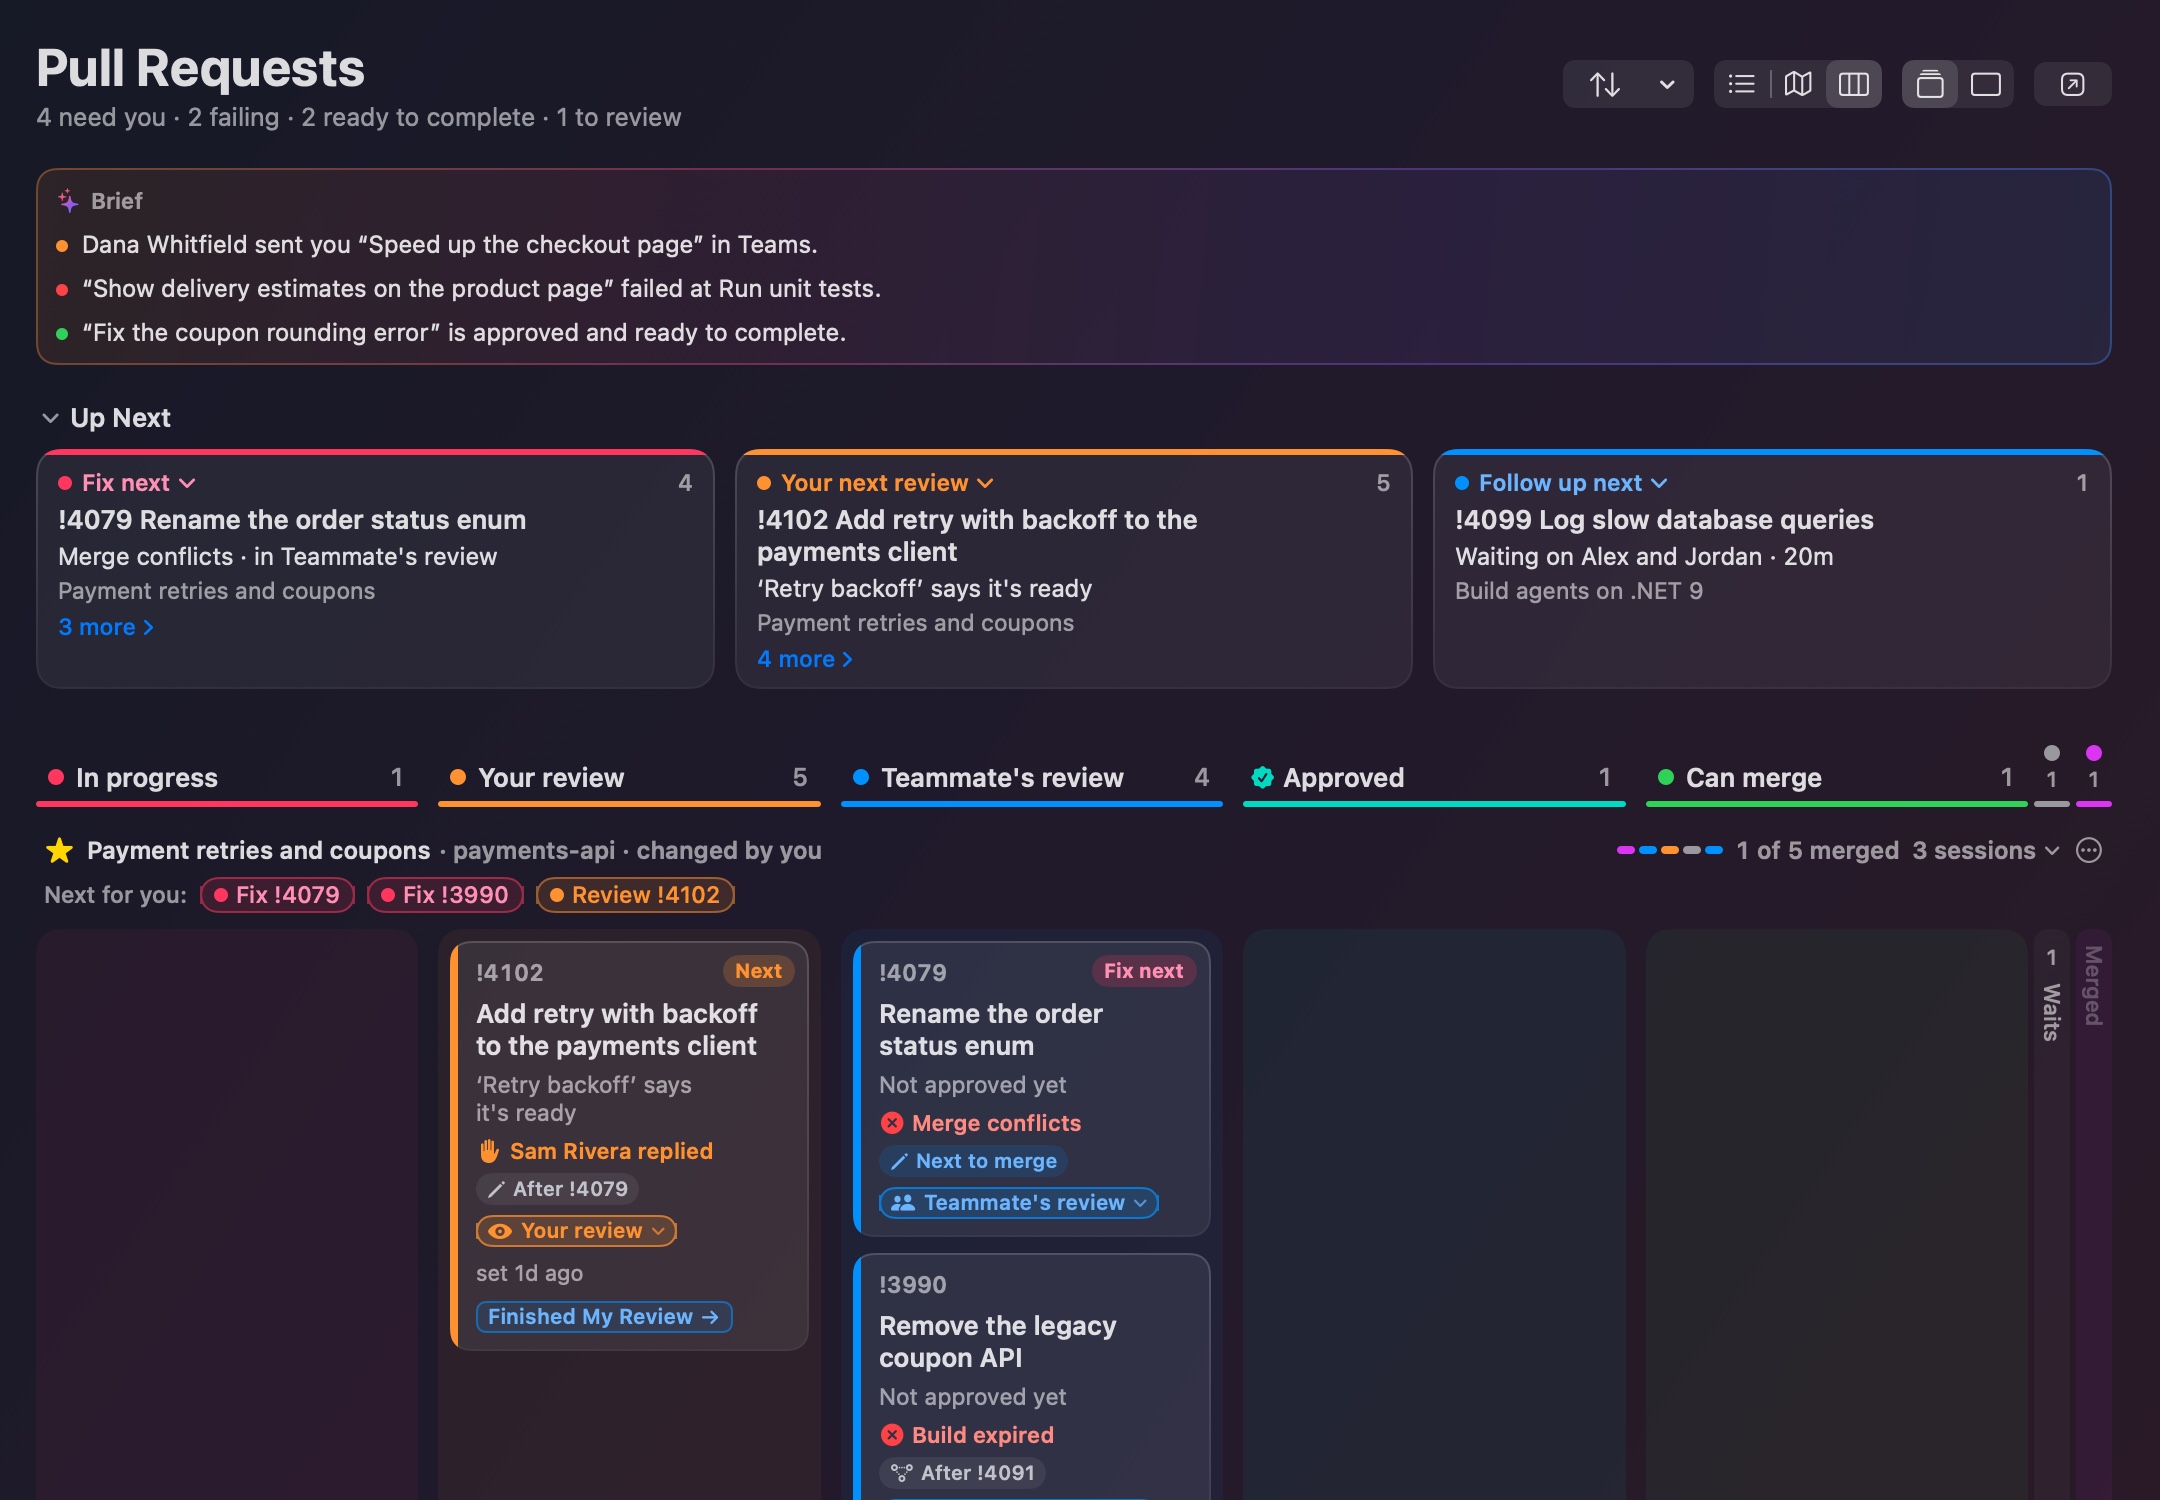 Pull Requests
4 need you · 2 failing · 2 ready to complete · 1 to review
Brief
Dana Whitfield sent you “Speed up the checkout page” in Teams.
“Show delivery estimates on the product page” failed at Run unit tests.
“Fix the coupon rounding error” is approved and ready to complete.
Up Next
Fix next 4
!4079 Rename the order status enum
Merge conflicts · in Teammate's review
Payment retries and coupons
3 more
Your next review 5
!4102 Add retry with backoff to the
payments client
‘Retry backoff’ says it's ready
Payment retries and coupons
4 more
Follow up next 1
!4099 Log slow database queries
Waiting on Alex and Jordan · 20m
Build agents on .NET 9
In progress 1
Your review 5
Teammate's review 4
Approved 1
Can merge 1
1
1
Payment retries and coupons · payments-api · changed by you
1 of 5 merged 3 sessions
Next for you: Fix !4079 Fix !3990 Review !4102
!4102 Next
Add retry with backoff
to the payments client
‘Retry backoff’ says
it's ready
Sam Rivera replied
After !4079
Your review
set 1d ago
Finished My Review →
!4079 Fix next
Rename the order
status enum
Not approved yet
Merge conflicts
Next to merge
Teammate's review
!3990
Remove the legacy
coupon API
Not approved yet
Build expired
After !4091
1 Waits
Merged